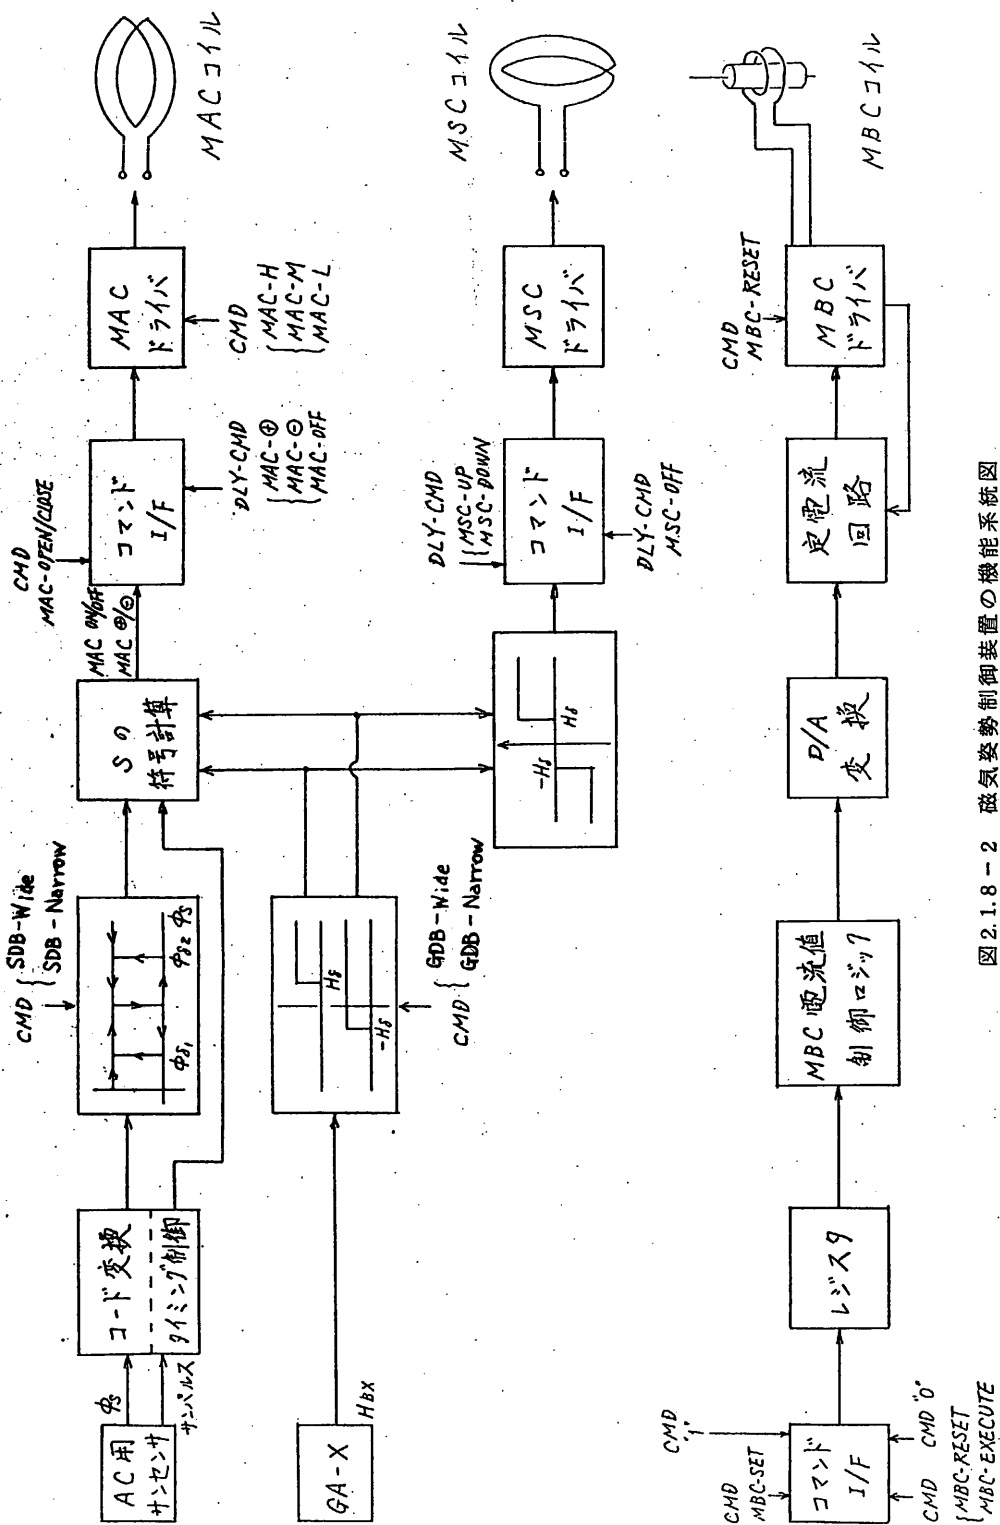 AC用
サンセンサ
φs
サンパルス
コード変換
タイミング制御
CMD { SDB-Wide
SDB-Narrow
φδ1
φδ2
φs
Sの
符号計算
MAC ON/OFF
MAC ⊕/⊖
CMD
MAC-OPEN/CLOSE
コマンド
I/F
DLY-CMD
MAC-⊕
MAC-⊖
MAC-OFF
MAC
ドライバ
CMD
MAC-H
MAC-M
MAC-L
MACコイル
GA-X
HBX
Hδ
-Hδ
CMD { GDB-Wide
GDB-Narrow
Hδ
-Hδ
DLY-CMD
MSC-UP
MSC-DOWN
コマンド
I/F
DLY-CMD
MSC-OFF
MSC
ドライバ
MSCコイル
CMD
"1"
CMD
MBC-SET
コマンド
I/F
CMD "0"
CMD
MBC-RESET
MBC-EXECUTE
レジスタ
MBC電流値
制御ロジック
D/A
変換
定電流
回路
CMD
MBC-RESET
MBC
ドライバ
MBCコイル
図2.1.8-2 磁気姿勢制御装置の機能系統図